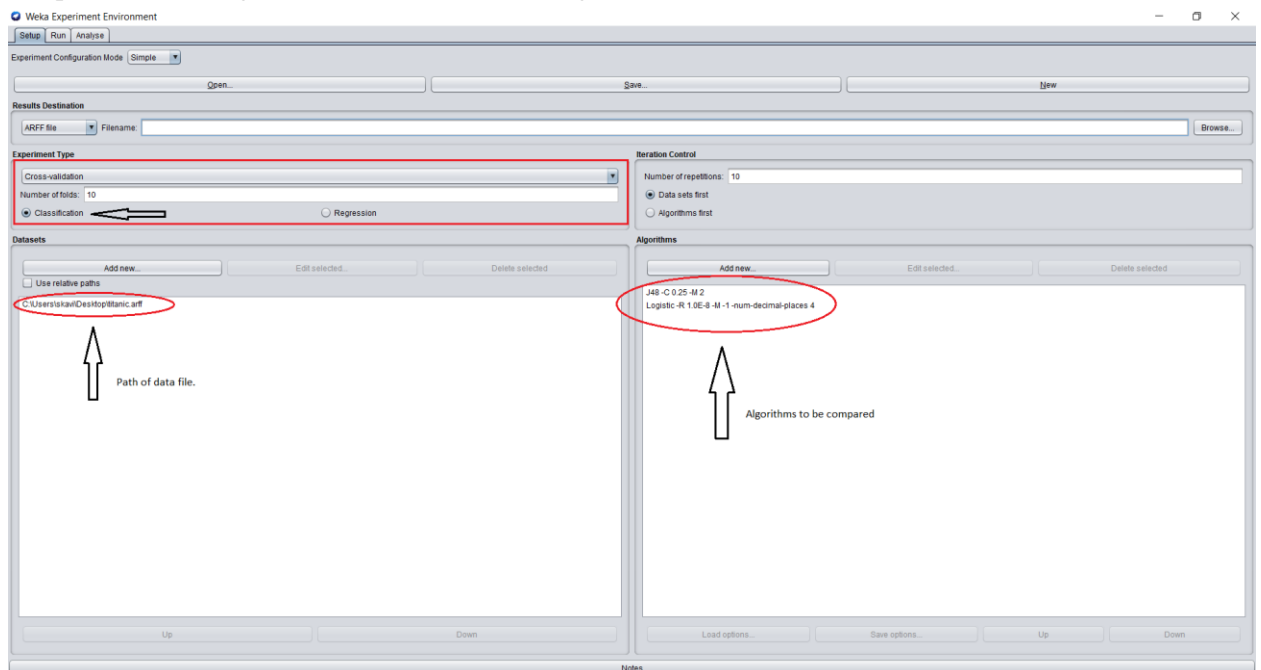 Weka Experiment Environment
Setup Run Analyse
Experiment Configuration Mode Simple
Open... Save... New
Results Destination
ARFF file Filename: Browse...
Experiment Type Iteration Control
Cross-validation Number of repetitions: 10
Number of folds: 10 Data sets first
Classification Regression Algorithms first
Datasets Algorithms
Add new... Edit selected... Delete selected Add new... Edit selected... Delete selected
Use relative paths
J48 -C 0.25 -M 2
C:\Users\skavi\Desktop\titanic.arff Logistic -R 1.0E-8 -M -1 -num-decimal-places 4
Path of data file.
Algorithms to be compared
Up Down Load options... Save options... Up Down
Notes